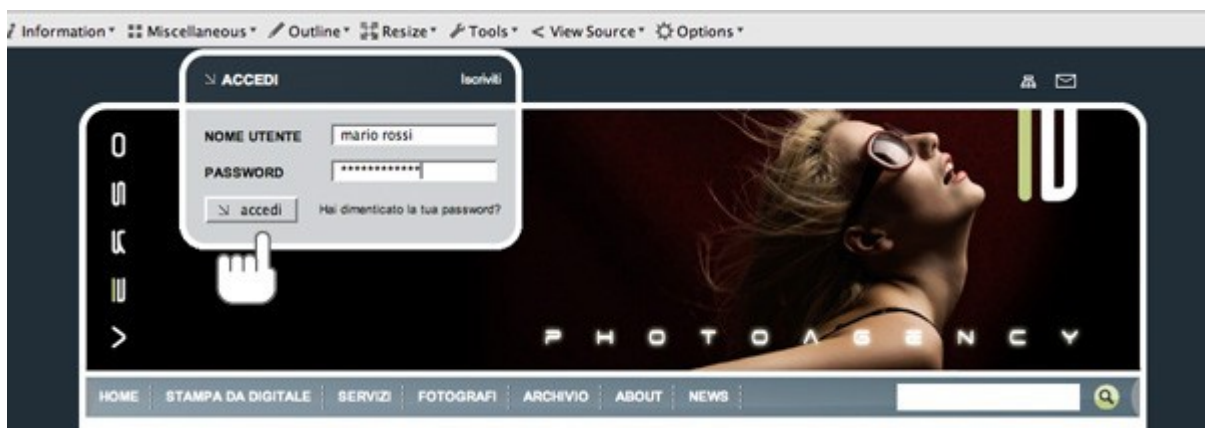 Information Miscellaneous Outline Resize Tools View Source Options
ACCEDI Iscriviti
NOME UTENTE mario rossi
PASSWORD ************
accedi Hai dimenticato la tua password?
PHOTOAGENCY
HOME STAMPA DA DIGITALE SERVIZI FOTOGRAFI ARCHIVIO ABOUT NEWS